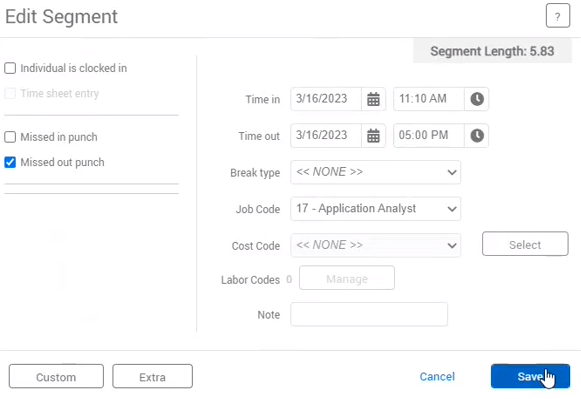 Edit Segment
?
Segment Length: 5.83
Individual is clocked in
Time sheet entry
Missed in punch
Missed out punch
Time in 3/16/2023 11:10 AM
Time out 3/16/2023 05:00 PM
Break type << NONE >>
Job Code 17 - Application Analyst
Cost Code << NONE >> Select
Labor Codes 0 Manage
Note
Custom Extra Cancel Save